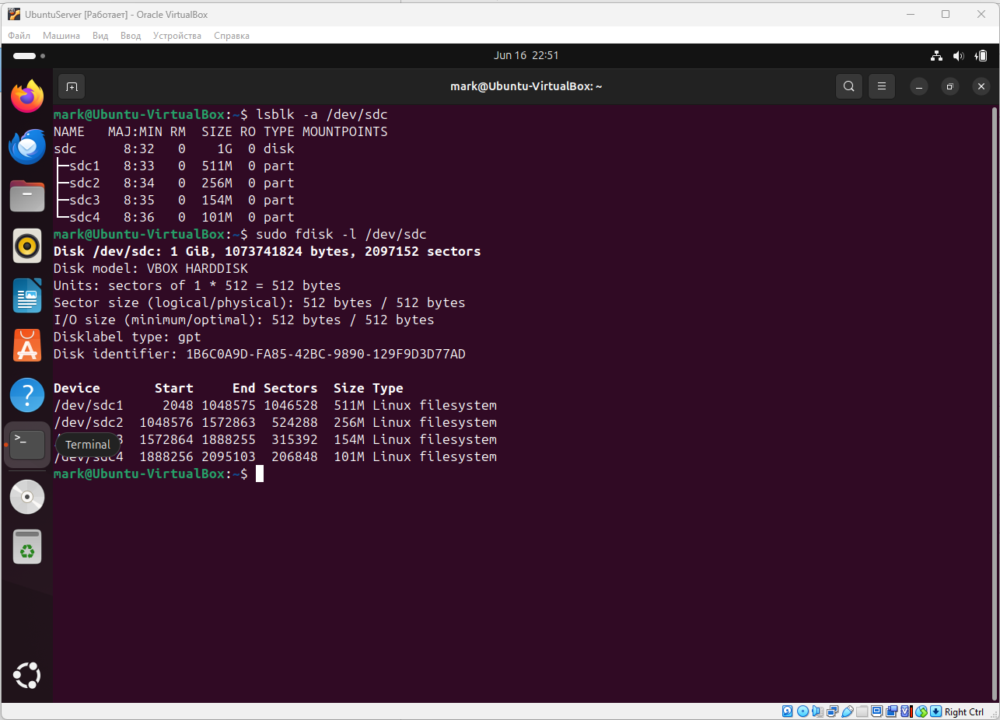 UbuntuServer [Работает] - Oracle VirtualBox
Файл Машина Вид Ввод Устройства Справка
Jun 16 22:51
mark@Ubuntu-VirtualBox: ~
mark@Ubuntu-VirtualBox:~$ lsblk -a /dev/sdc
NAME   MAJ:MIN RM  SIZE RO TYPE MOUNTPOINTS
sdc      8:32   0    1G  0 disk
├─sdc1   8:33   0  511M  0 part
├─sdc2   8:34   0  256M  0 part
├─sdc3   8:35   0  154M  0 part
└─sdc4   8:36   0  101M  0 part
mark@Ubuntu-VirtualBox:~$ sudo fdisk -l /dev/sdc
Disk /dev/sdc: 1 GiB, 1073741824 bytes, 2097152 sectors
Disk model: VBOX HARDDISK
Units: sectors of 1 * 512 = 512 bytes
Sector size (logical/physical): 512 bytes / 512 bytes
I/O size (minimum/optimal): 512 bytes / 512 bytes
Disklabel type: gpt
Disk identifier: 1B6C0A9D-FA85-42BC-9890-129F9D3D77AD
Device       Start     End Sectors  Size Type
/dev/sdc1     2048 1048575 1046528  511M Linux filesystem
/dev/sdc2  1048576 1572863  524288  256M Linux filesystem
Terminal
3  1572864 1888255  315392  154M Linux filesystem
/dev/sdc4  1888256 2095103  206848  101M Linux filesystem
mark@Ubuntu-VirtualBox:~$
Right Ctrl